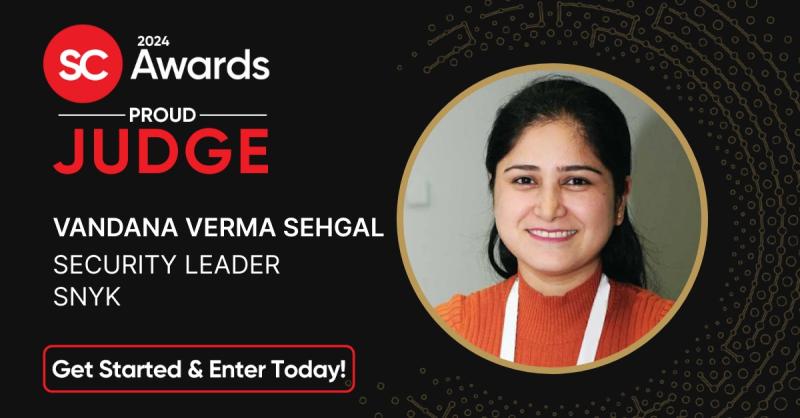 SC
2024
Awards
PROUD
JUDGE
VANDANA VERMA SEHGAL
SECURITY LEADER
SNYK
Get Started & Enter Today!